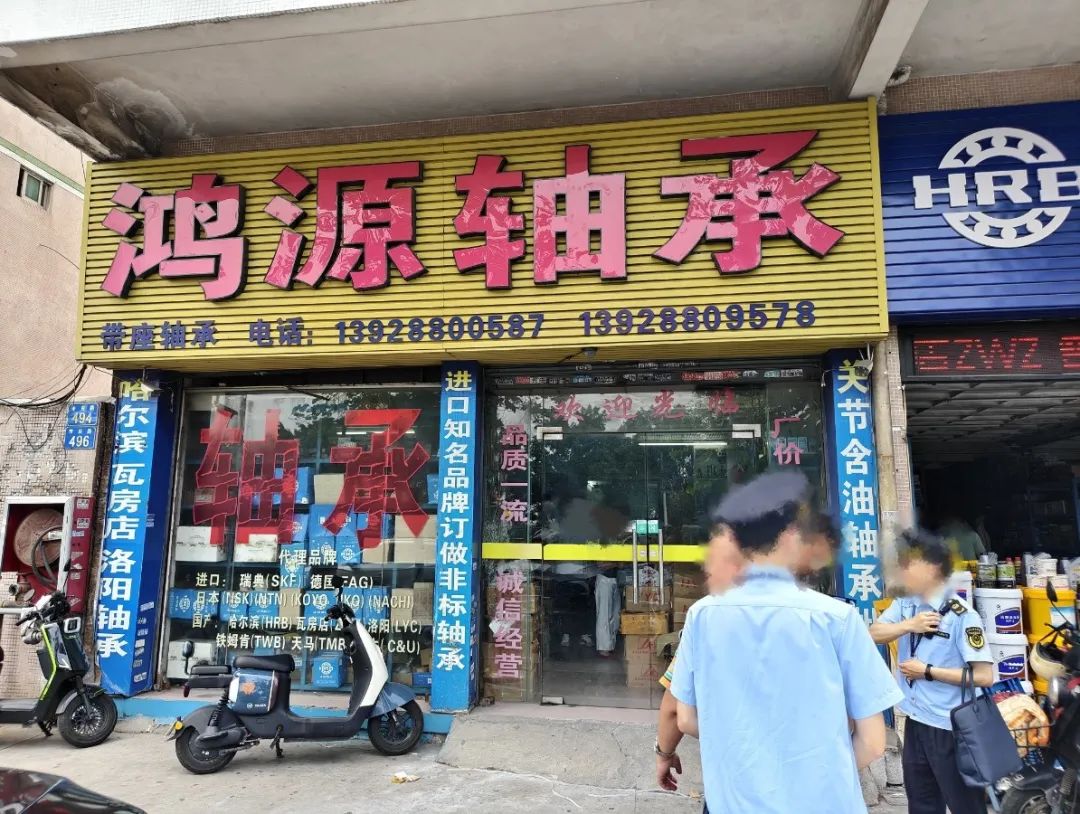 鸿源轴承
带座轴承 电话: 13928800587 13928809578
HRB
494
496
哈尔滨瓦房店洛阳轴承
轴承
代理品牌
进口: 瑞典(SKF) 德国(FAG)
日本(NSK)(NTN)(KOYO (NACHI)
国产: 哈尔滨(HRB)瓦房店 洛阳(LYC)
铁姆肯(TWB) 天马(TMB C&U)
进口知名品牌订做非标轴承
欢迎光临
品质一流
诚信经营
厂价
关节含油轴承
ZWZ